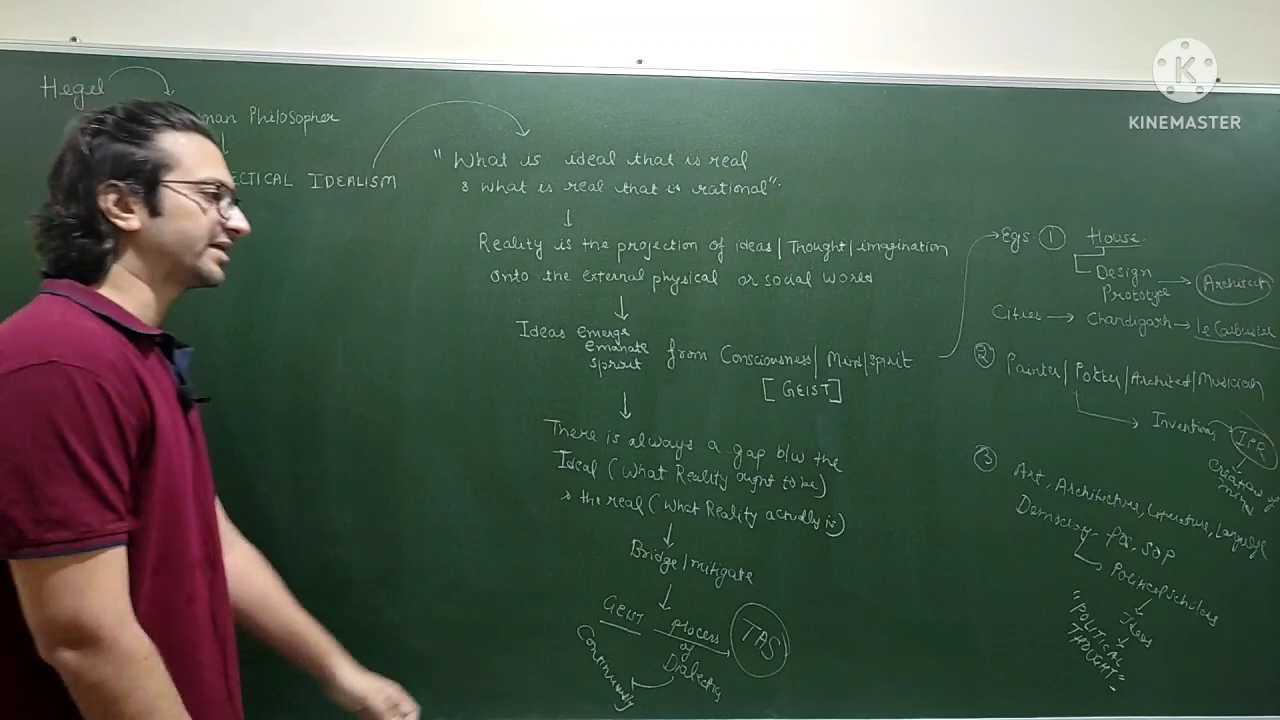 Hegel
man Philosopher
ECTICAL IDEALISM
"What is ideal that is real
& what is real that is rational".
Reality is the projection of ideas/Thought/imagination
onto the external physical or social world
Ideas emerge
emanate
sprout
from Consciousness/Mind/Spirit
[GEIST]
There is always a gap b/w the
Ideal (What Reality ought to be)
& the real (What Reality actually is)
Bridge/mitigate
GEIST process
of
Dialectics
TAS
Continuously
Egs. ① House
Design
Prototype → Architect
Cities → Chandigarh → Le Corbusier
② Painter/Potter/Architect/Musician
Inventions IPR
Creations of
mind
③ Art, Architecture, Literature, Language
Democracy, SOP
Political scholars
Ideas
"POLITICAL
THOUGHT"
KINEMASTER